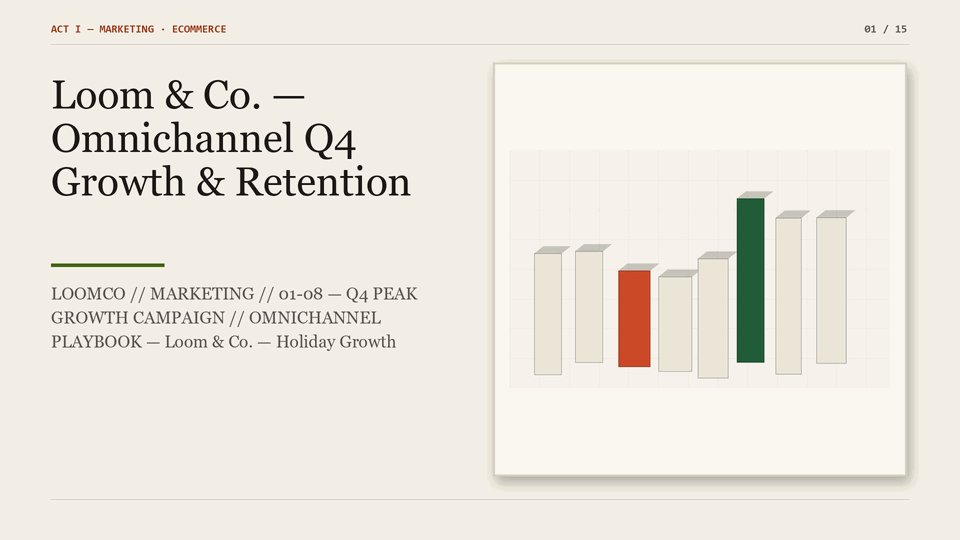 ACT I — MARKETING · ECOMMERCE
01 / 15
Loom & Co. —
Omnichannel Q4
Growth & Retention
LOOMCO // MARKETING // 01-08 — Q4 PEAK
GROWTH CAMPAIGN // OMNICHANNEL
PLAYBOOK — Loom & Co. — Holiday Growth